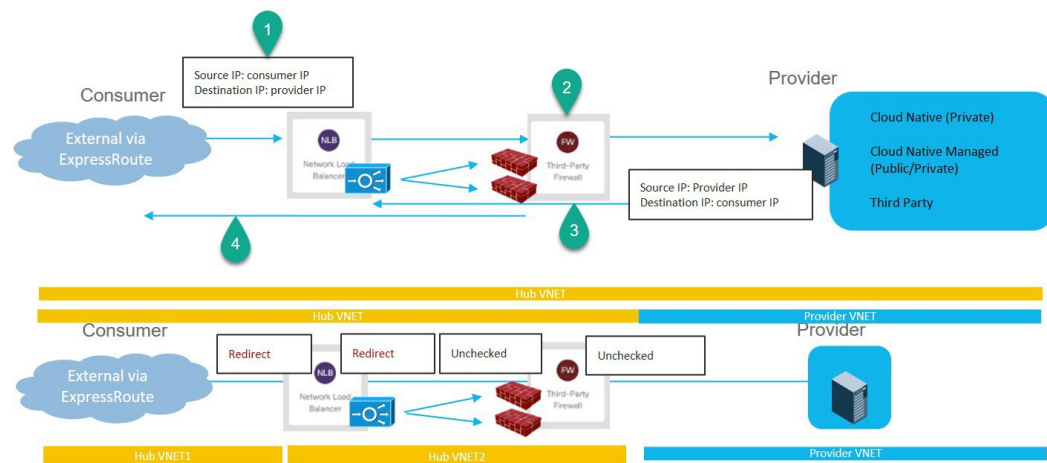 1
Source IP: consumer IP
Destination IP: provider IP
Consumer
Provider
2
External via
ExpressRoute
NLB
Network Load
Balancer
FW
Third-Party
Firewall
Cloud Native (Private)
Cloud Native Managed
(Public/Private)
Third Party
Source IP: Provider IP
Destination IP: consumer IP
4
3
Hub VNET
Hub VNET
Provider VNET
Consumer
Provider
Redirect
Redirect
Unchecked
Unchecked
External via
ExpressRoute
NLB
Network Load
Balancer
FW
Third-Party
Firewall
Hub VNET1
Hub VNET2
Provider VNET